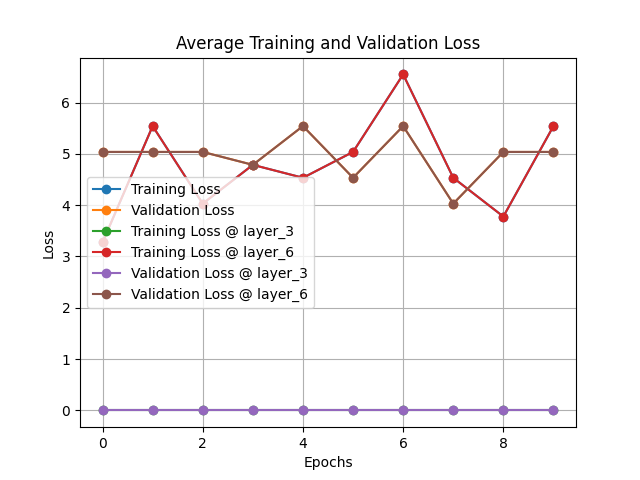 Average Training and Validation Loss
Loss
6
5
4
3
2
1
0
Training Loss
Validation Loss
Training Loss @ layer_3
Training Loss @ layer_6
Validation Loss @ layer_3
Validation Loss @ layer_6
0 2 4 6 8
Epochs